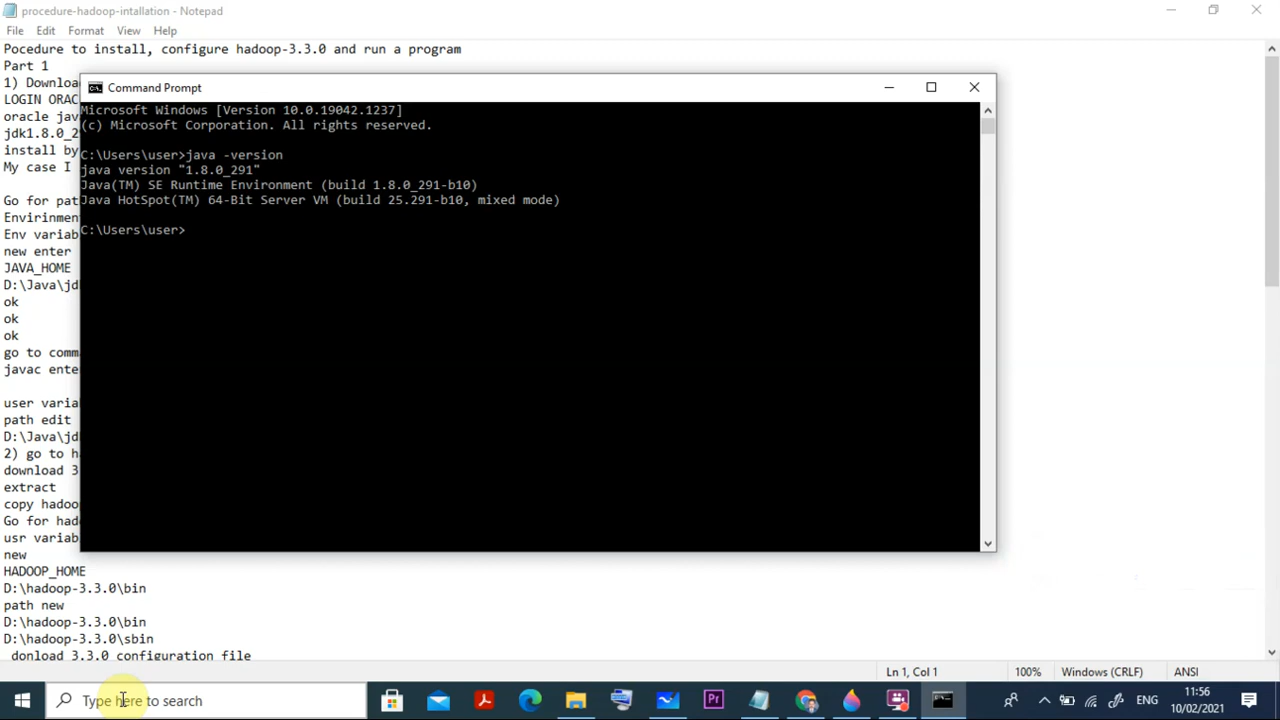 procedure-hadoop-intallation - Notepad
File Edit Format View Help
Pocedure to install, configure hadoop-3.3.0 and run a program
Part 1
1) Downloa
LOGIN ORAC
oracle jav
jdk1.8.0_2
install by
My case I
Go for pat
Envirinmen
Env variab
new enter
JAVA_HOME
D:\Java\jd
ok
ok
ok
go to comm
javac ente
user varia
path edit
D:\Java\jd
2) go to h
download 3
extract
copy hadoo
Go for had
usr variab
new
HADOOP_HOME
D:\hadoop-3.3.0\bin
path new
D:\hadoop-3.3.0\bin
D:\hadoop-3.3.0\sbin
donload 3.3.0 configuration file
Command Prompt
Microsoft Windows [Version 10.0.19042.1237]
(c) Microsoft Corporation. All rights reserved.
C:\Users\user>java -version
java version "1.8.0_291"
Java(TM) SE Runtime Environment (build 1.8.0_291-b10)
Java HotSpot(TM) 64-Bit Server VM (build 25.291-b10, mixed mode)
C:\Users\user>
Ln 1, Col 1 100% Windows (CRLF) ANSI
Type here to search
Pr
ENG
11:56
10/02/2021